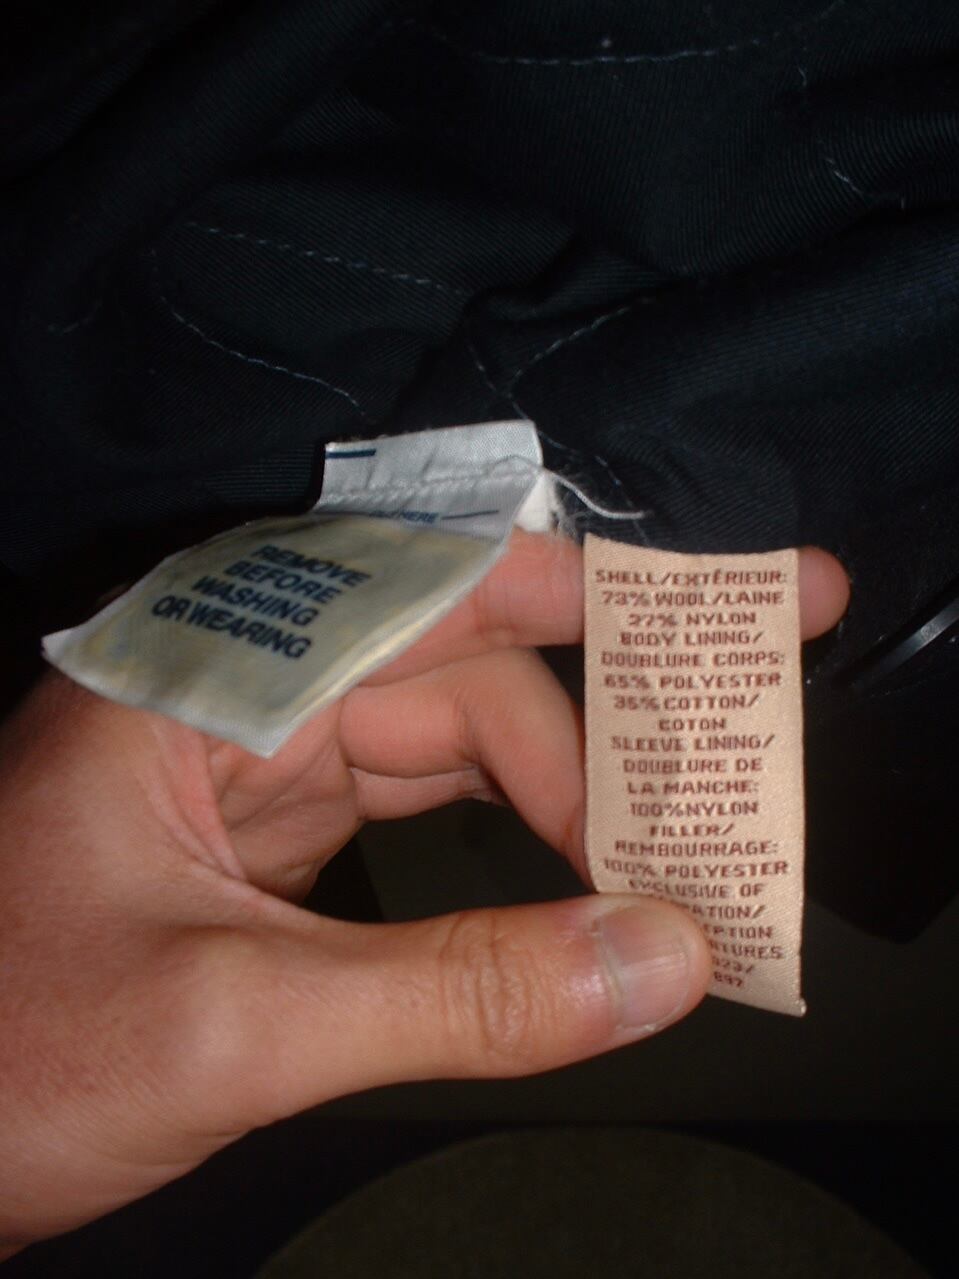 HERE
REMOVE
BEFORE
WASHING
OR WEARING
SHELL/EXTÉRIEUR:
73% WOOL/LAINE
27% NYLON
BODY LINING/
DOUBLURE CORPS:
65% POLYESTER
35% COTTON/
COTON
SLEEVE LINING/
DOUBLURE DE
LA MANCHE:
100%NYLON
FILLER/
REMBOURRAGE:
100% POLYESTER
EXCLUSIVE OF